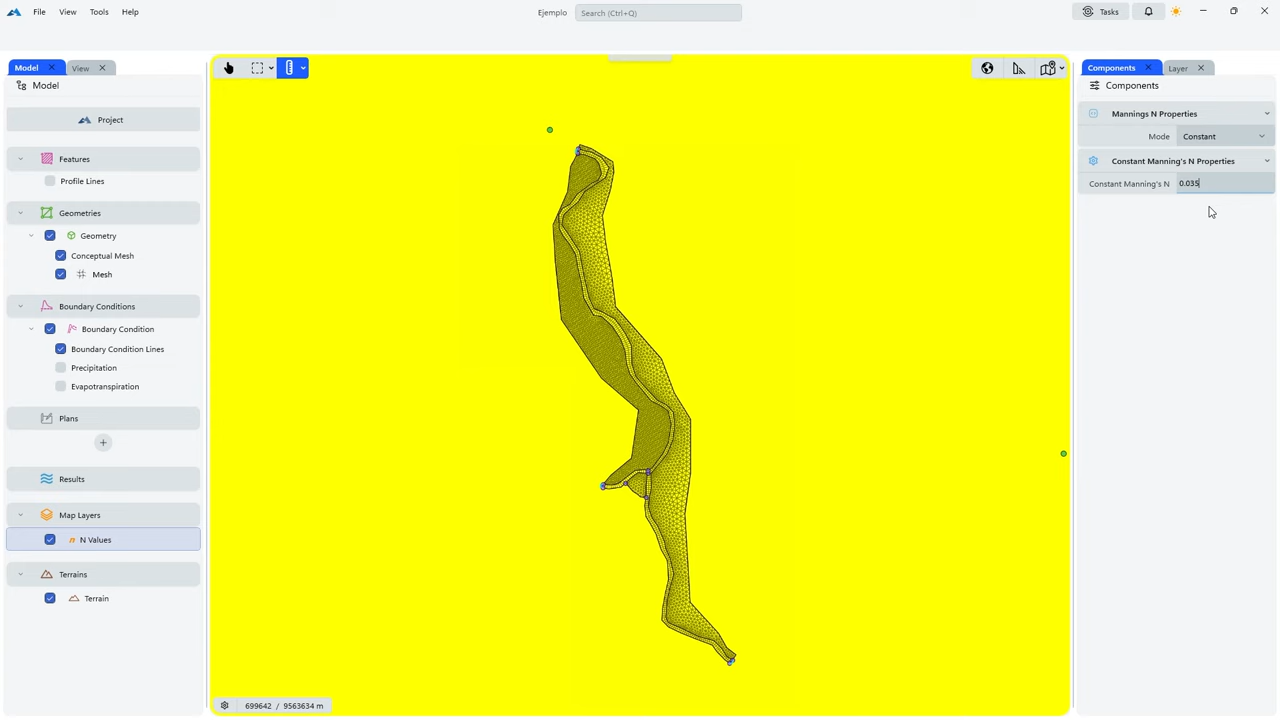 File View Tools Help
Ejemplo
Search (Ctrl+Q)
Tasks
Model
View
Model
Project
Features
Profile Lines
Geometries
Geometry
Conceptual Mesh
Mesh
Boundary Conditions
Boundary Condition
Boundary Condition Lines
Precipitation
Evapotranspiration
Plans
Results
Map Layers
n N Values
Terrains
Terrain
699642 / 9563634 m
Components
Layer
Components
Mannings N Properties
Mode Constant
Constant Manning's N Properties
Constant Manning's N 0.035